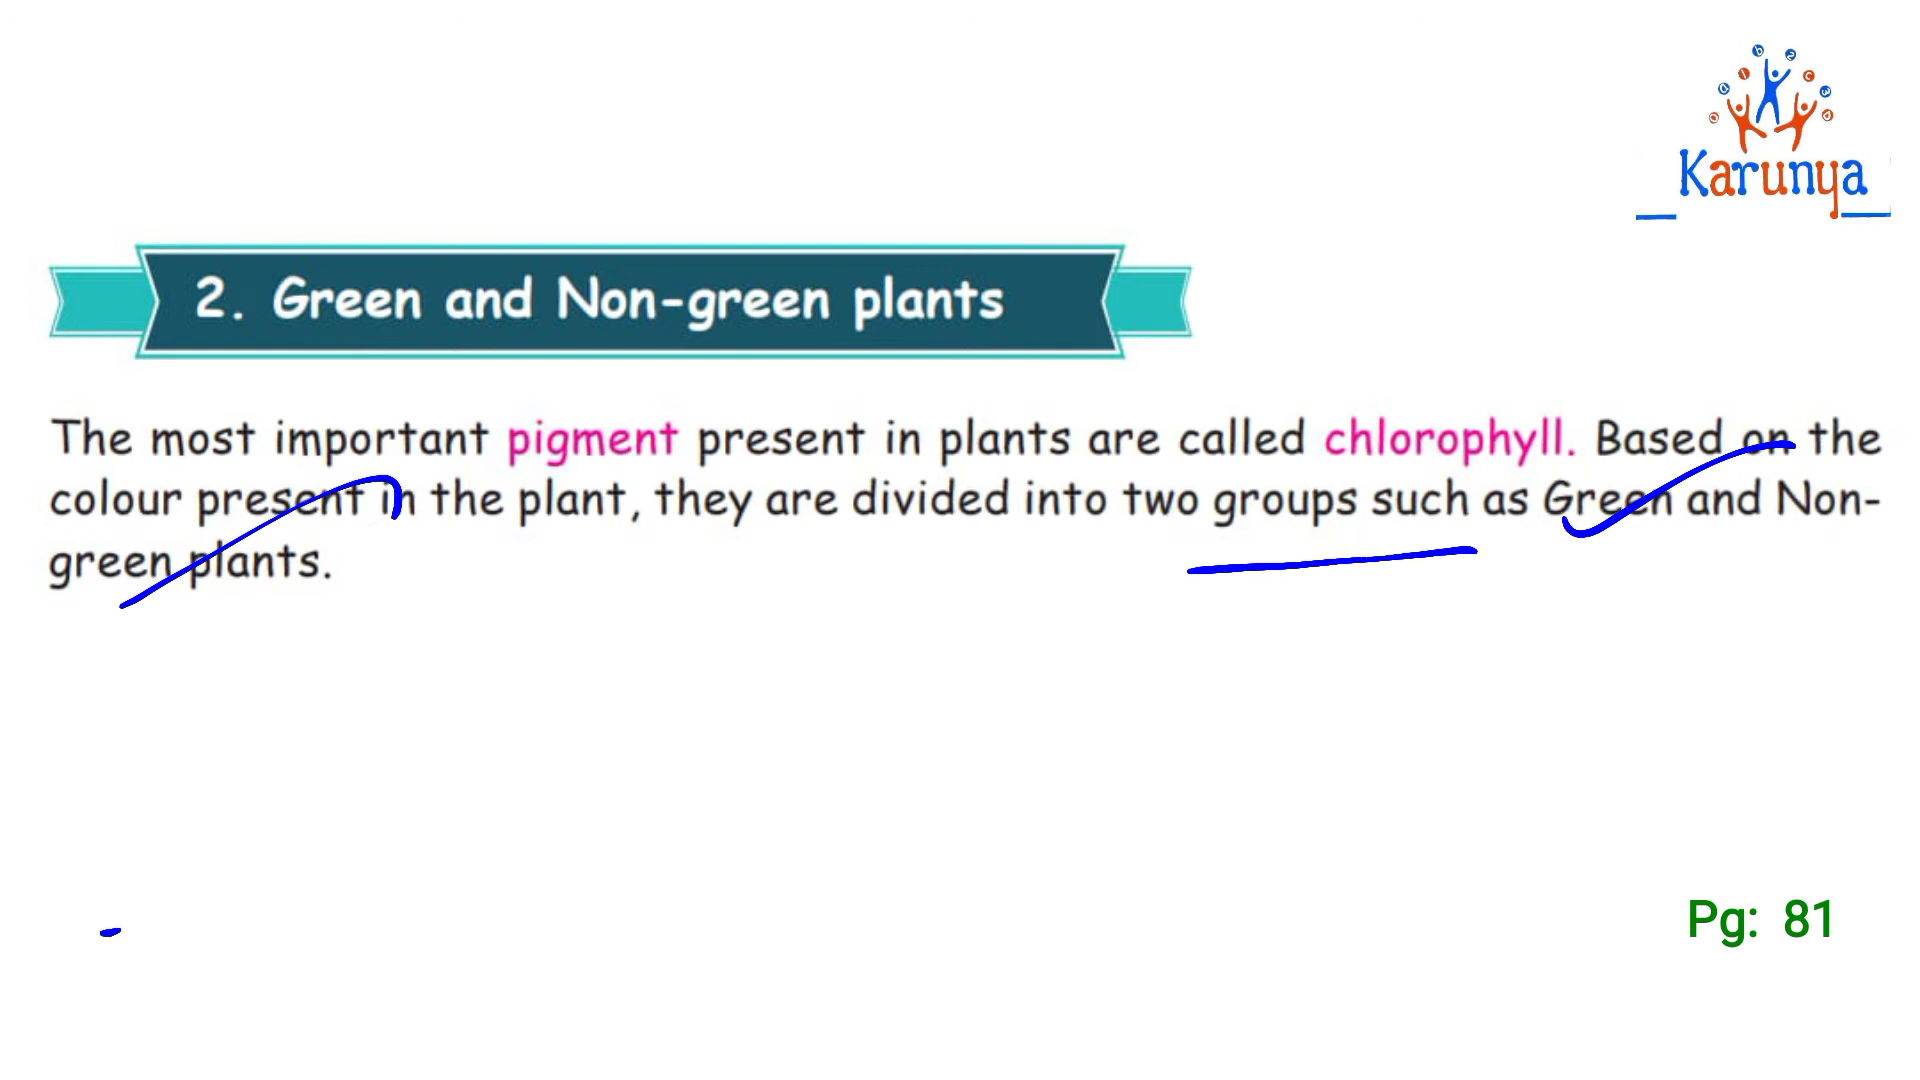 Karunya
2. Green and Non-green plants
The most important pigment present in plants are called chlorophyll. Based on the
colour present in the plant, they are divided into two groups such as Green and Non-
green plants.
Pg: 81